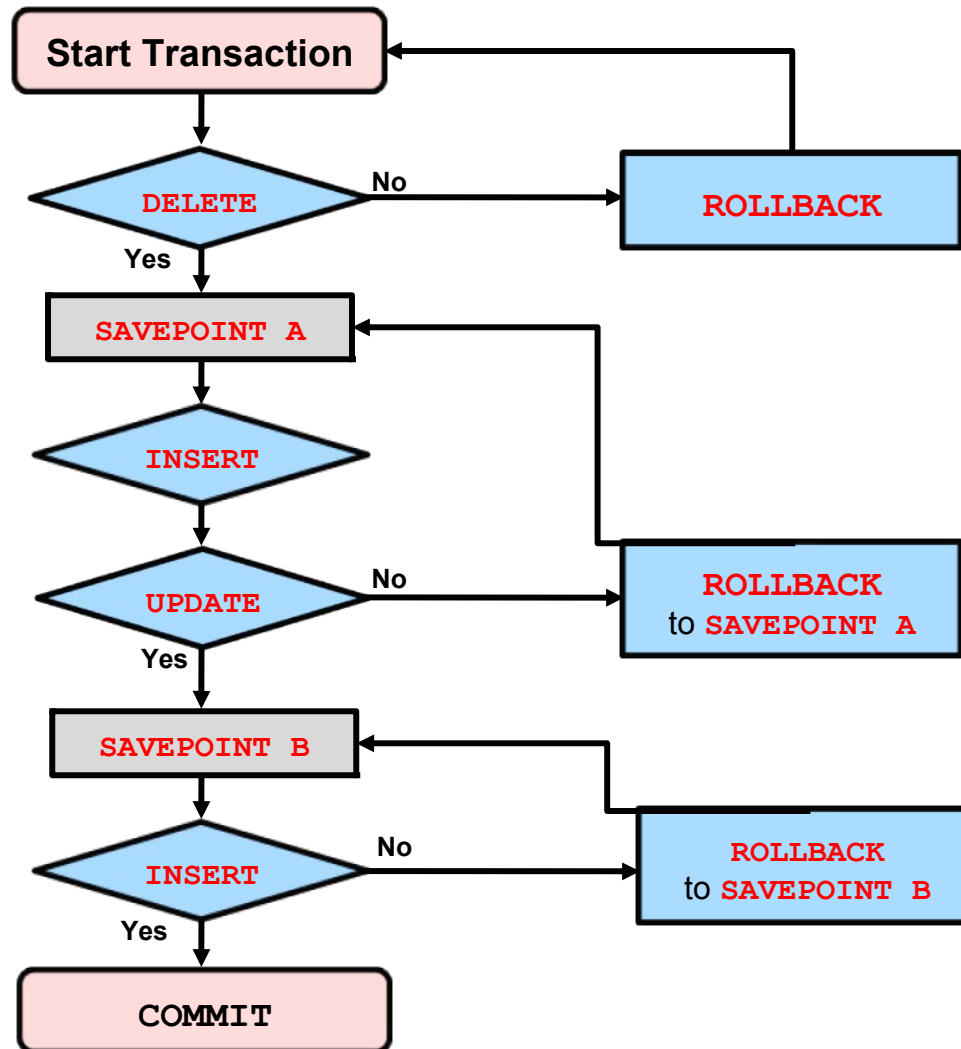 Start Transaction
DELETE
No
ROLLBACK
Yes
SAVEPOINT A
INSERT
UPDATE
No
ROLLBACK
to SAVEPOINT A
Yes
SAVEPOINT B
INSERT
No
ROLLBACK
to SAVEPOINT B
Yes
COMMIT